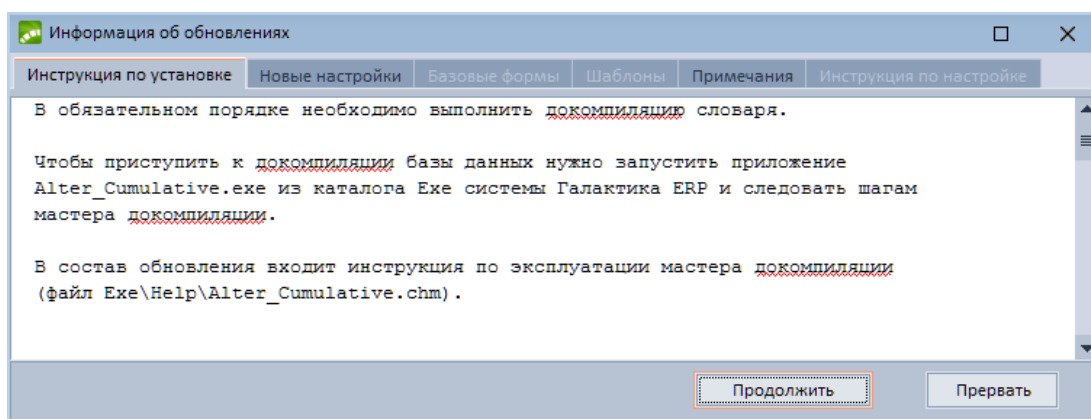 Информация об обновлениях
Инструкция по установке Новые настройки Базовые формы Шаблоны Примечания Инструкция по настройке
В обязательном порядке необходимо выполнить докомпиляцию словаря.
Чтобы приступить к докомпиляции базы данных нужно запустить приложение
Alter_Cumulative.exe из каталога Exe системы Галактика ERP и следовать шагам
мастера докомпиляции.
В состав обновления входит инструкция по эксплуатации мастера докомпиляции
(файл Exe\Help\Alter_Cumulative.chm).
Продолжить Прервать